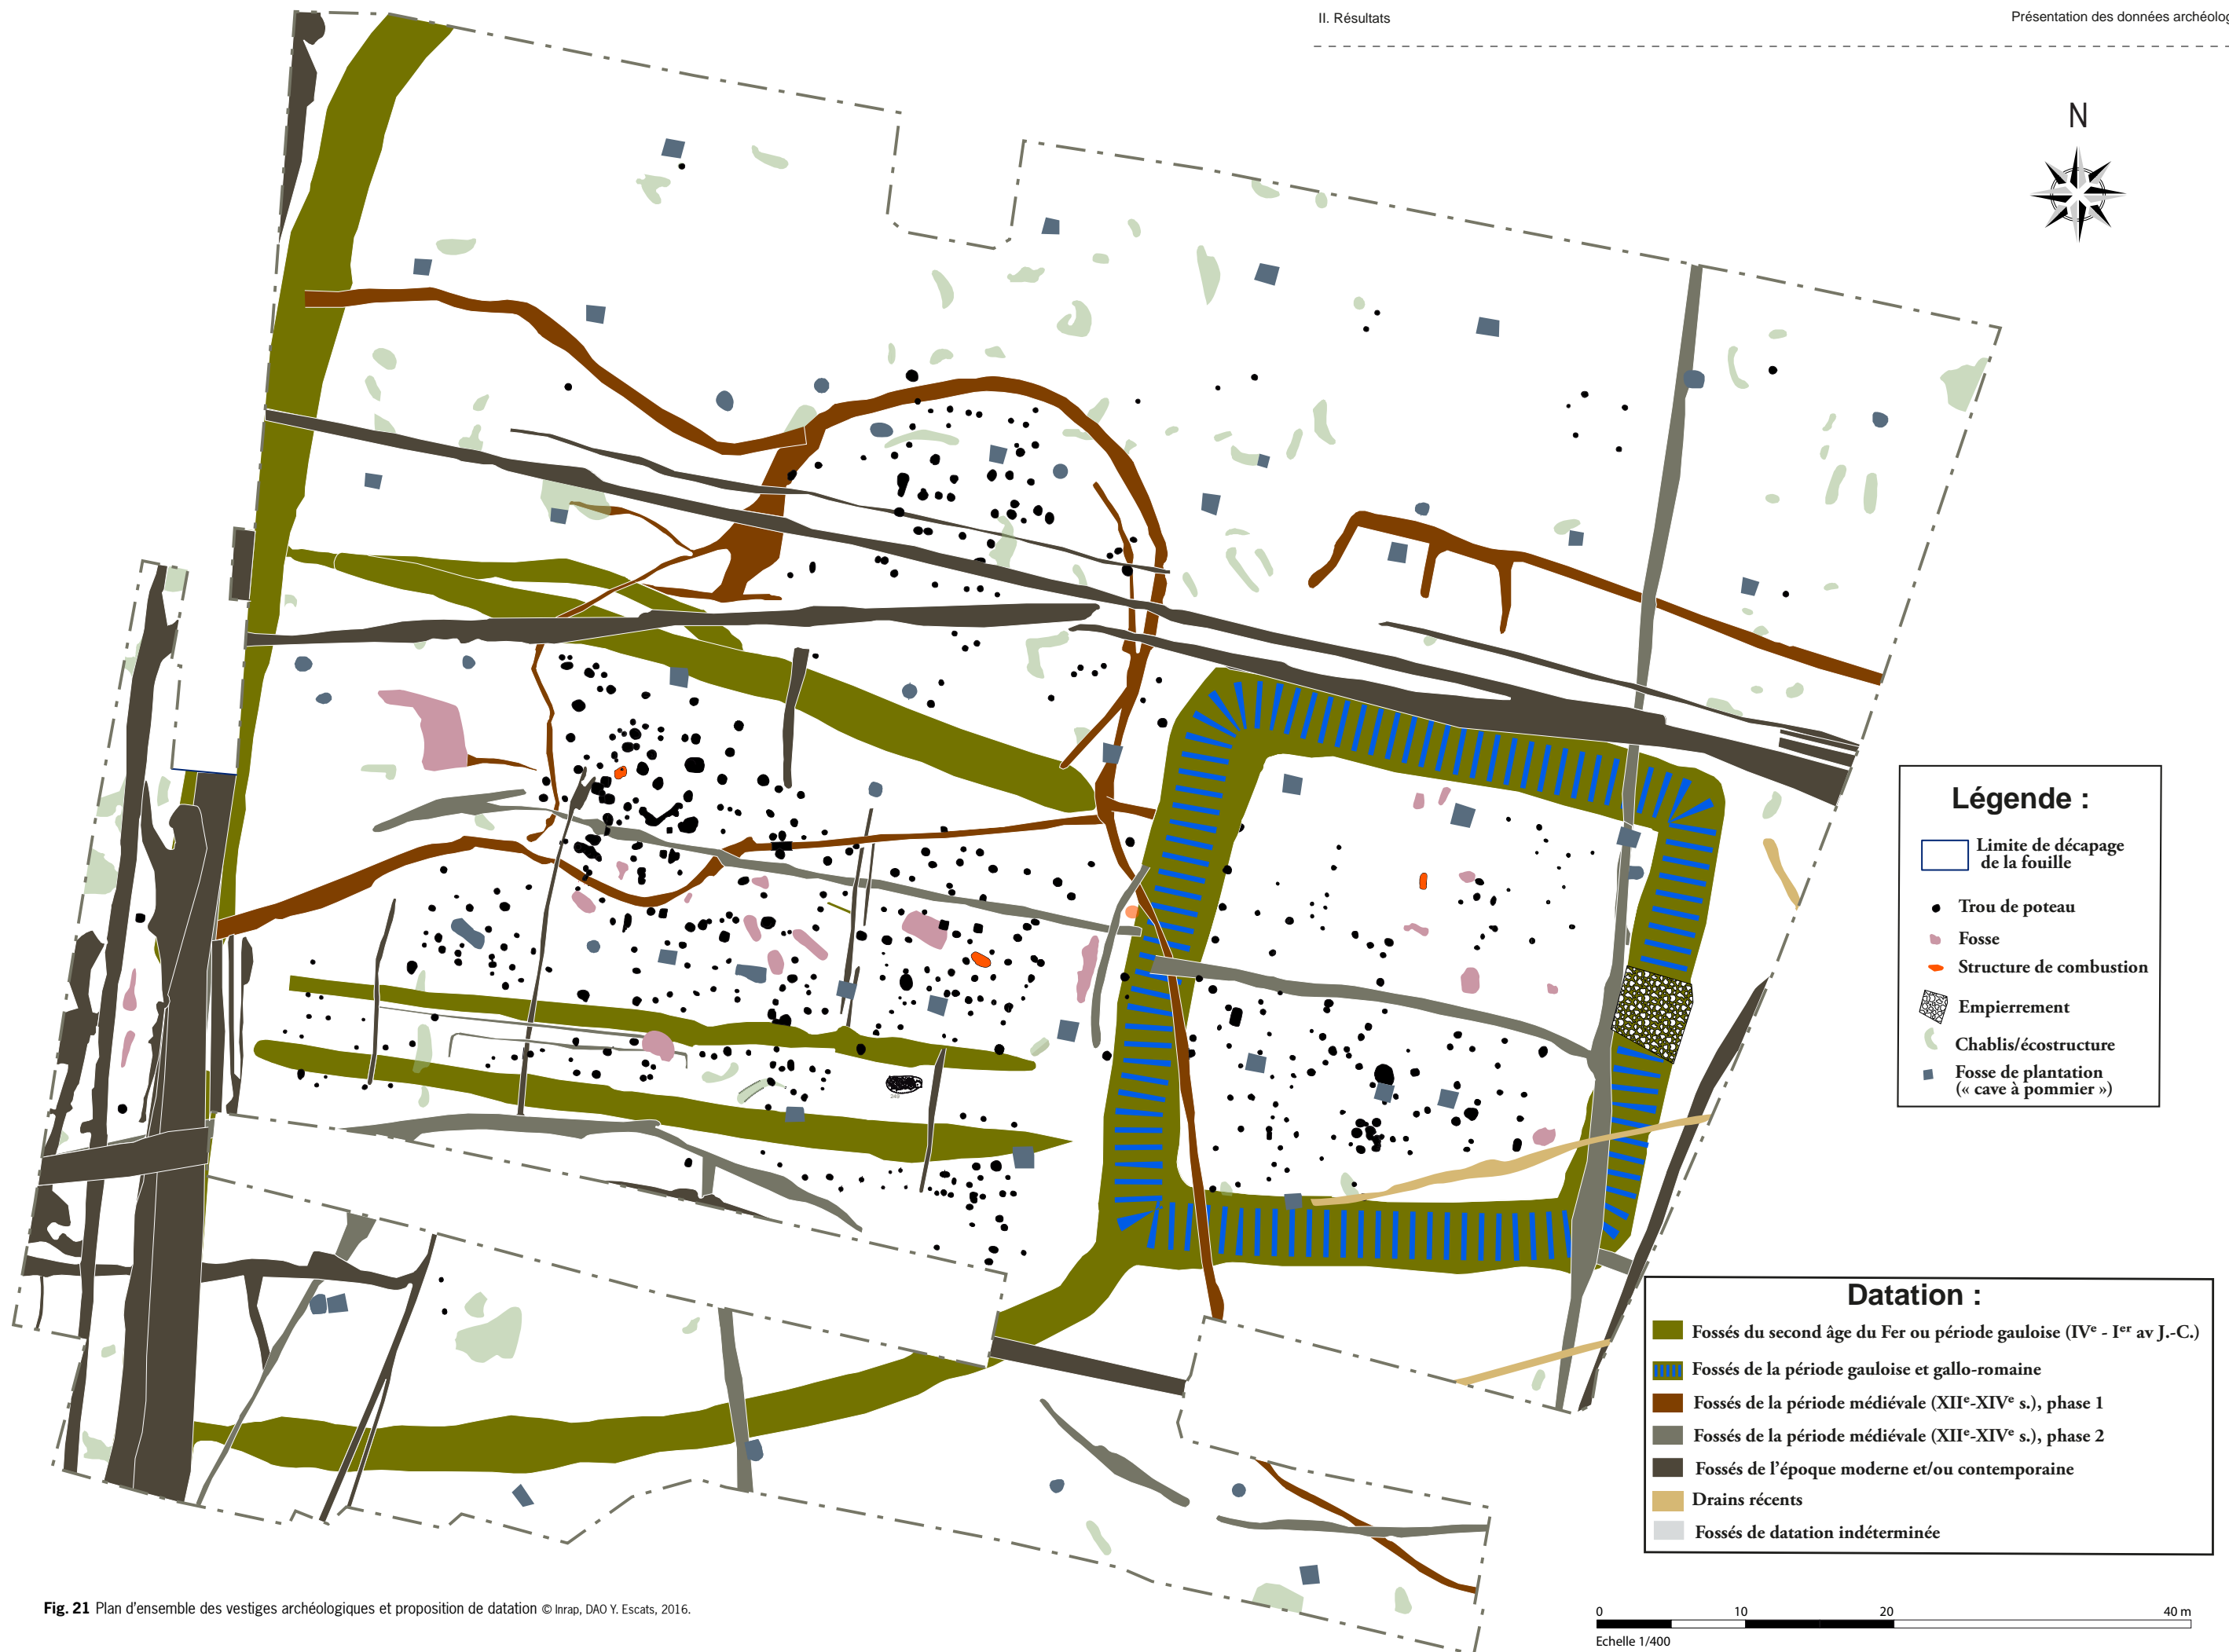 II. Résultats
Présentation des données archéolog
N
Légende :
Limite de décapage
de la fouille
Trou de poteau
Fosse
Structure de combustion
Empierrement
Chablis/écostructure
Fosse de plantation
(« cave à pommier »)
Datation :
Fossés du second âge du Fer ou période gauloise (IVe - Ier av J.-C.)
Fossés de la période gauloise et gallo-romaine
Fossés de la période médiévale (XIIe-XIVe s.), phase 1
Fossés de la période médiévale (XIIe-XIVe s.), phase 2
Fossés de l'époque moderne et/ou contemporaine
Drains récents
Fossés de datation indéterminée
Fig. 21 Plan d'ensemble des vestiges archéologiques et proposition de datation © Inrap, DAO Y. Escats, 2016.
0 10 20 40 m
Echelle 1/400